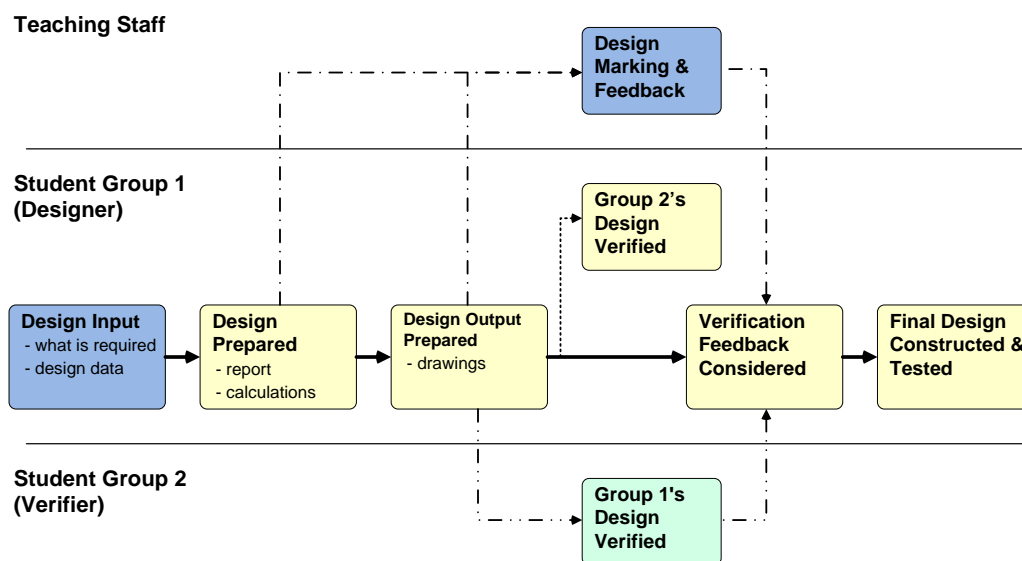 Teaching Staff
Design
Marking &
Feedback
Student Group 1
(Designer)
Group 2’s
Design
Verified
Design Input
- what is required
- design data
Design
Prepared
- report
- calculations
Design Output
Prepared
- drawings
Verification
Feedback
Considered
Final Design
Constructed &
Tested
Student Group 2
(Verifier)
Group 1's
Design
Verified